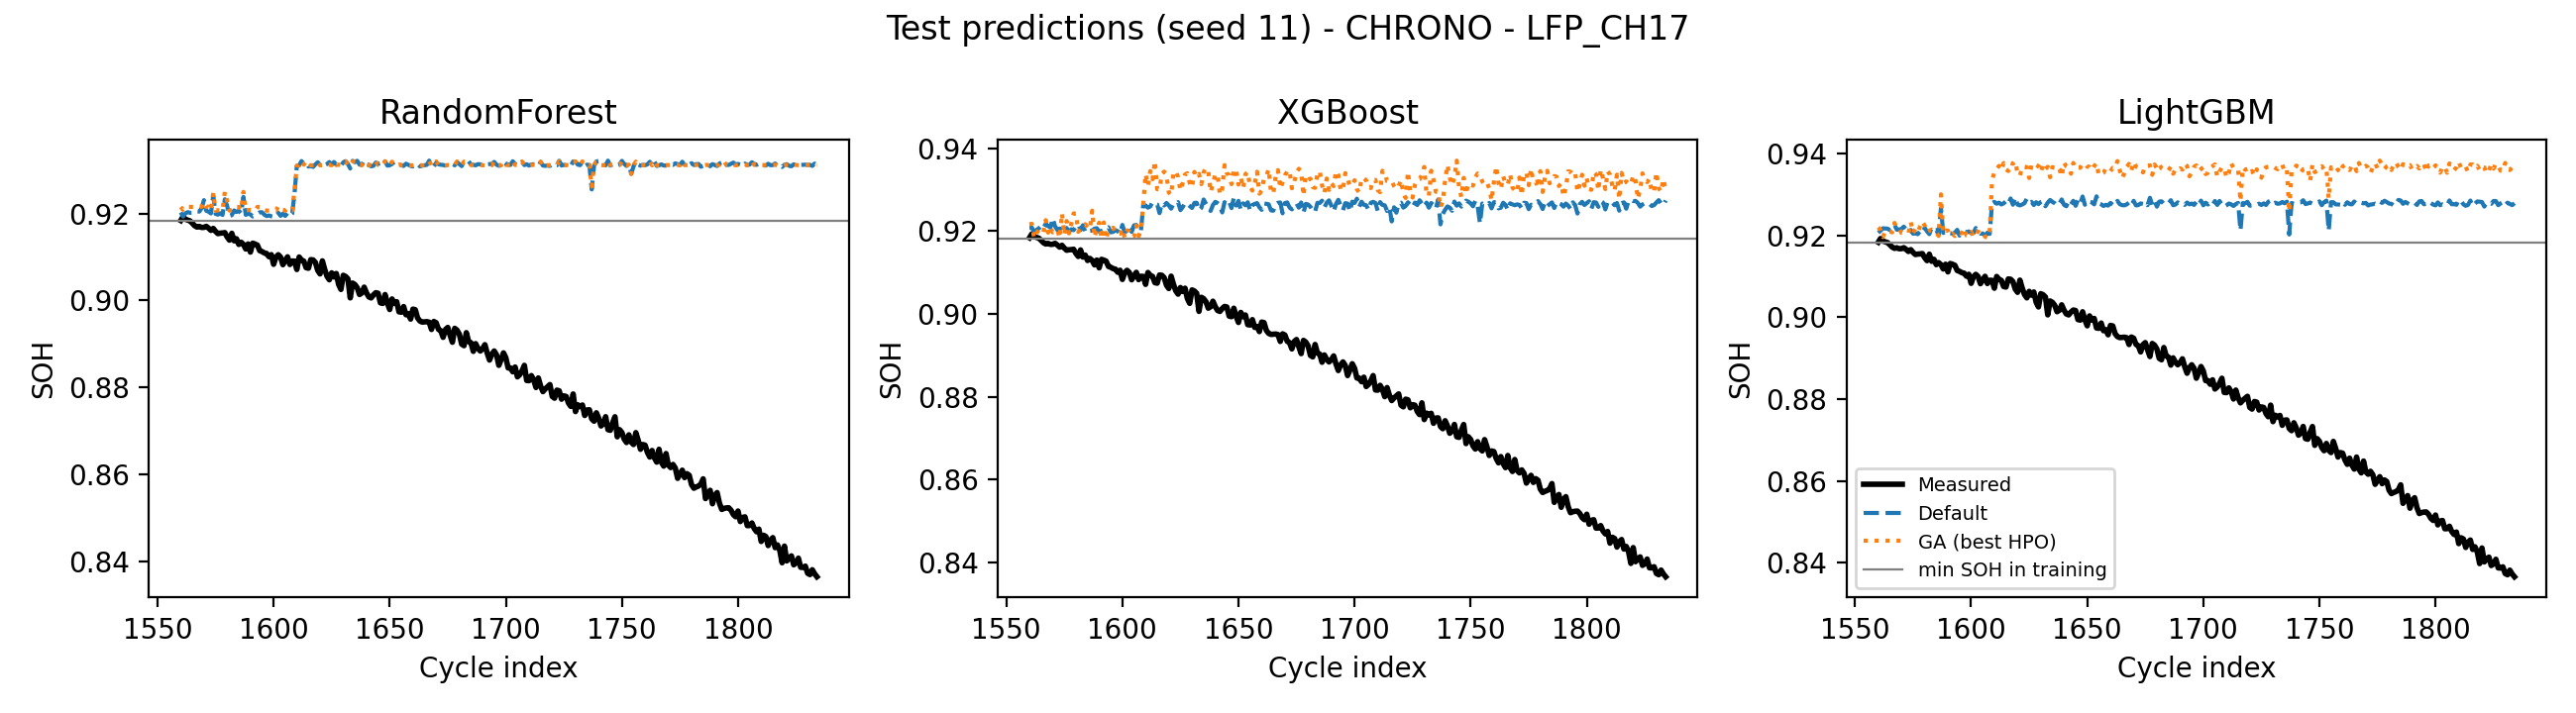 Test predictions (seed 11) - CHRONO - LFP_CH17
RandomForest
SOH
0.92
0.90
0.88
0.86
0.84
1550 1600 1650 1700 1750 1800
Cycle index
XGBoost
SOH
0.94
0.92
0.90
0.88
0.86
0.84
1550 1600 1650 1700 1750 1800
Cycle index
LightGBM
SOH
0.94
0.92
0.90
0.88
0.86
0.84
Measured
Default
GA (best HPO)
min SOH in training
1550 1600 1650 1700 1750 1800
Cycle index